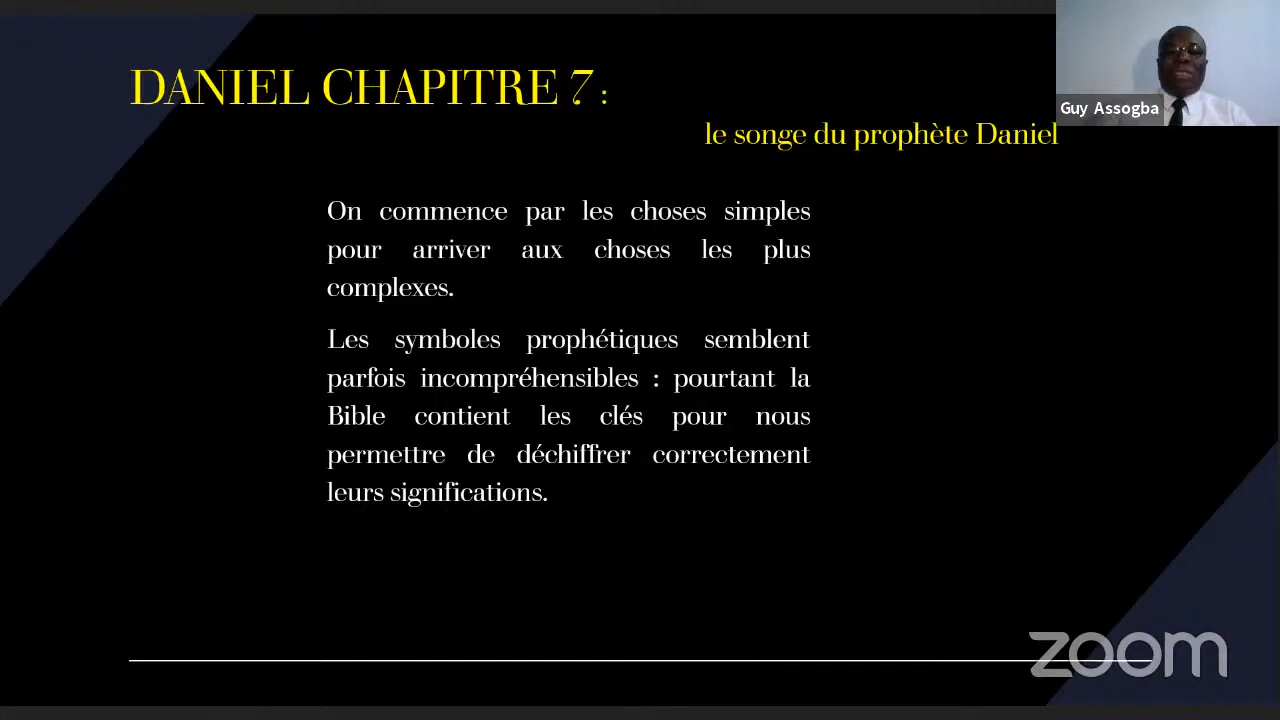 DANIEL CHAPITRE 7 :
Guy Assogba
le songe du prophète Daniel
On commence par les choses simples
pour arriver aux choses les plus
complexes.
Les symboles prophétiques semblent
parfois incompréhensibles : pourtant la
Bible contient les clés pour nous
permettre de déchiffrer correctement
leurs significations.
zoom